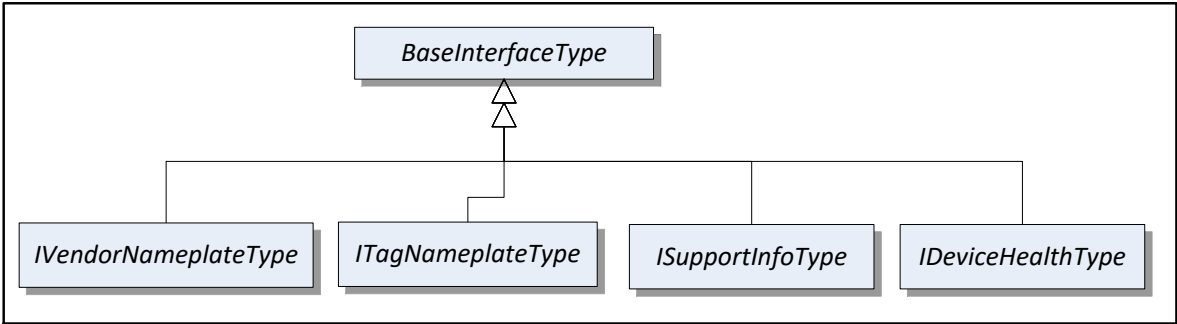 BaseInterfaceType
IVendorNameplateType
ITagNameplateType
ISupportInfoType
IDeviceHealthType